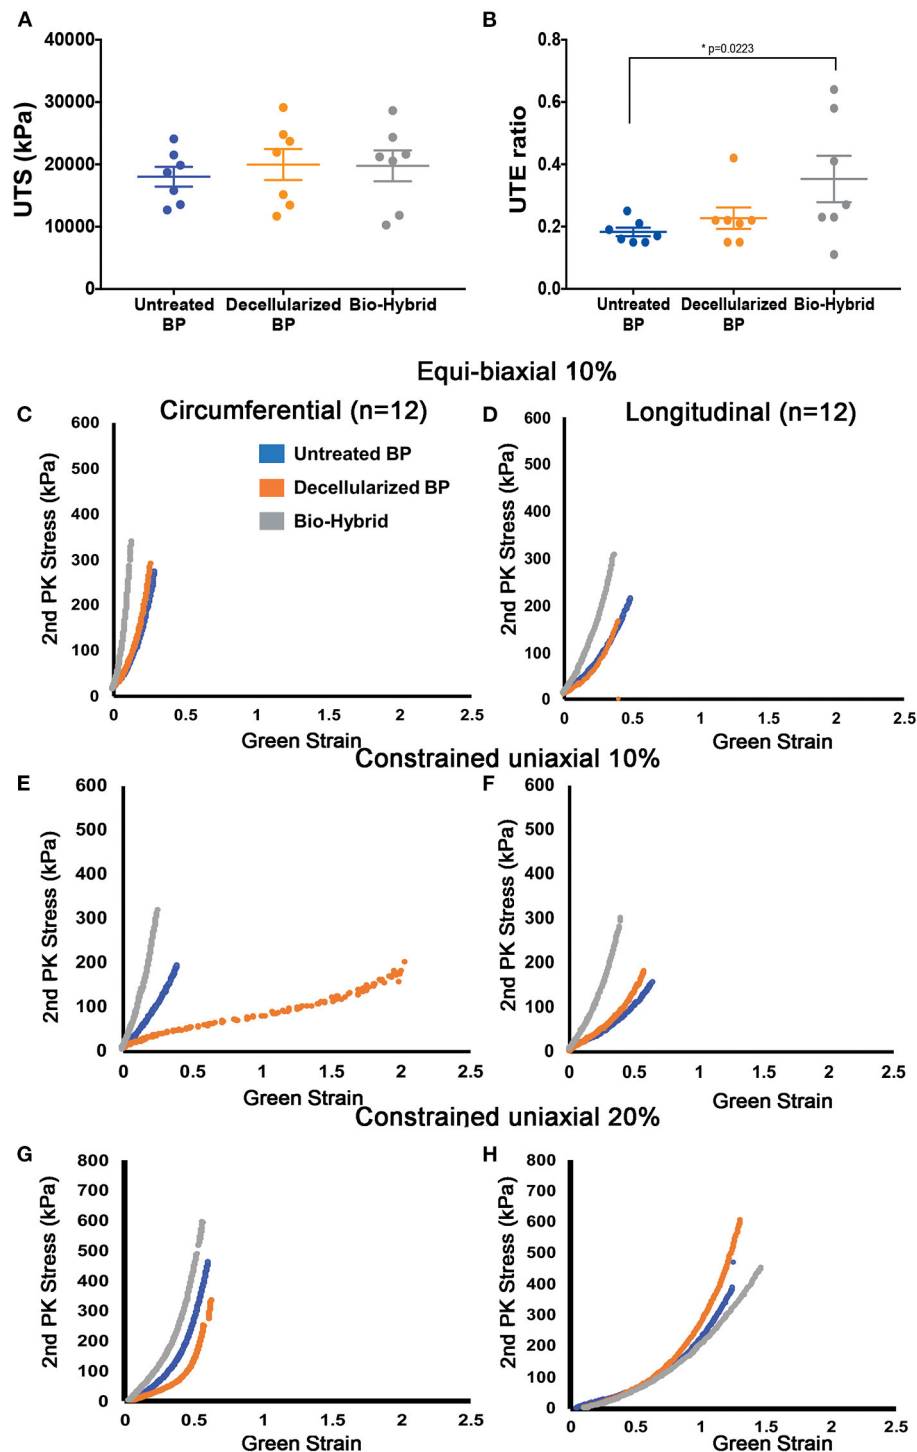 A
B
40000
30000
20000
10000
0
UTS (kPa)
Untreated BP
Decellularized BP
Bio-Hybrid
0.8
0.6
0.4
0.2
0.0
UTE ratio
* p=0.0223
Untreated BP
Decellularized BP
Bio-Hybrid
Equi-biaxial 10%
C
Circumferential (n=12)
600
500
400
300
200
100
0
2nd PK Stress (kPa)
Untreated BP
Decellularized BP
Bio-Hybrid
0 0.5 1 1.5 2 2.5
Green Strain
D
Longitudinal (n=12)
600
500
400
300
200
100
0
2nd PK Stress (kPa)
0 0.5 1 1.5 2 2.5
Green Strain
Constrained uniaxial 10%
E
600
500
400
300
200
100
0
2nd PK Stress (kPa)
0 0.5 1 1.5 2 2.5
Green Strain
F
600
500
400
300
200
100
0
2nd PK Stress (kPa)
0 0.5 1 1.5 2 2.5
Green Strain
Constrained uniaxial 20%
G
800
700
600
500
400
300
200
100
0
2nd PK Stress (kPa)
0 0.5 1 1.5 2 2.5
Green Strain
H
800
700
600
500
400
300
200
100
0
2nd PK Stress (kPa)
0 0.5 1 1.5 2 2.5
Green Strain